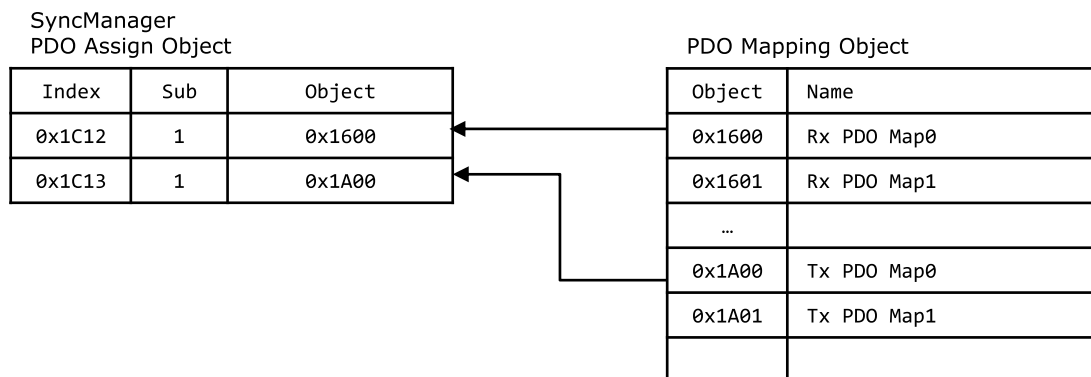 SyncManager
PDO Assign Object
Index Sub Object
0x1C12 1 0x1600
0x1C13 1 0x1A00
PDO Mapping Object
Object Name
0x1600 Rx PDO Map0
0x1601 Rx PDO Map1
…
0x1A00 Tx PDO Map0
0x1A01 Tx PDO Map1